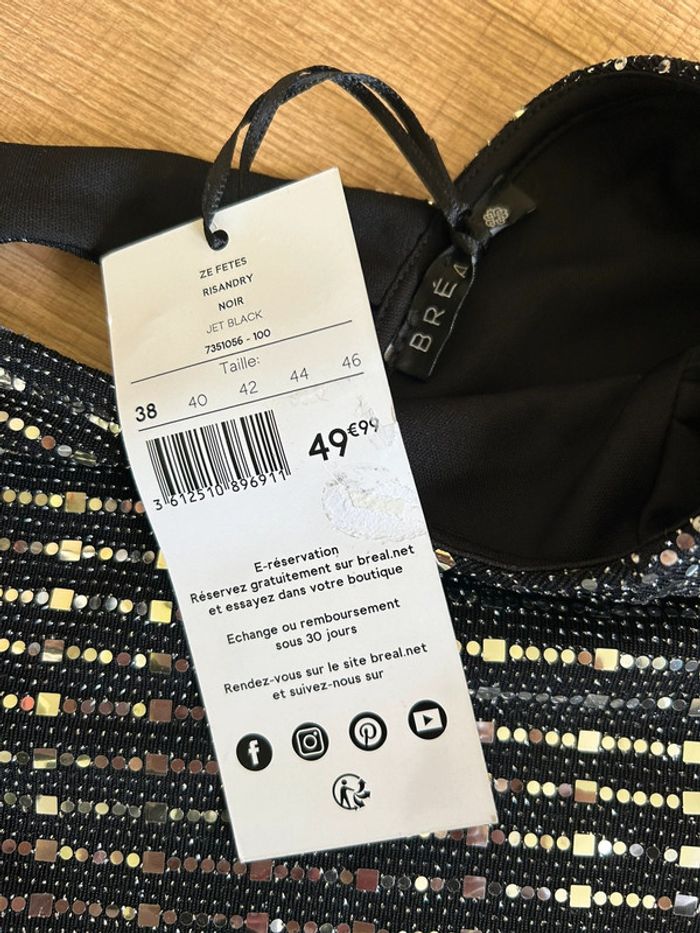 ZE FETES
RISANDRY
NOIR
JET BLACK
7351056 - 100
Taille:
38 40 42 44 46
49€99
3 612510 896911
E-réservation
Réservez gratuitement sur breal.net
et essayez dans votre boutique
Echange ou remboursement
sous 30 jours
Rendez-vous sur le site breal.net
et suivez-nous sur
BRÉA